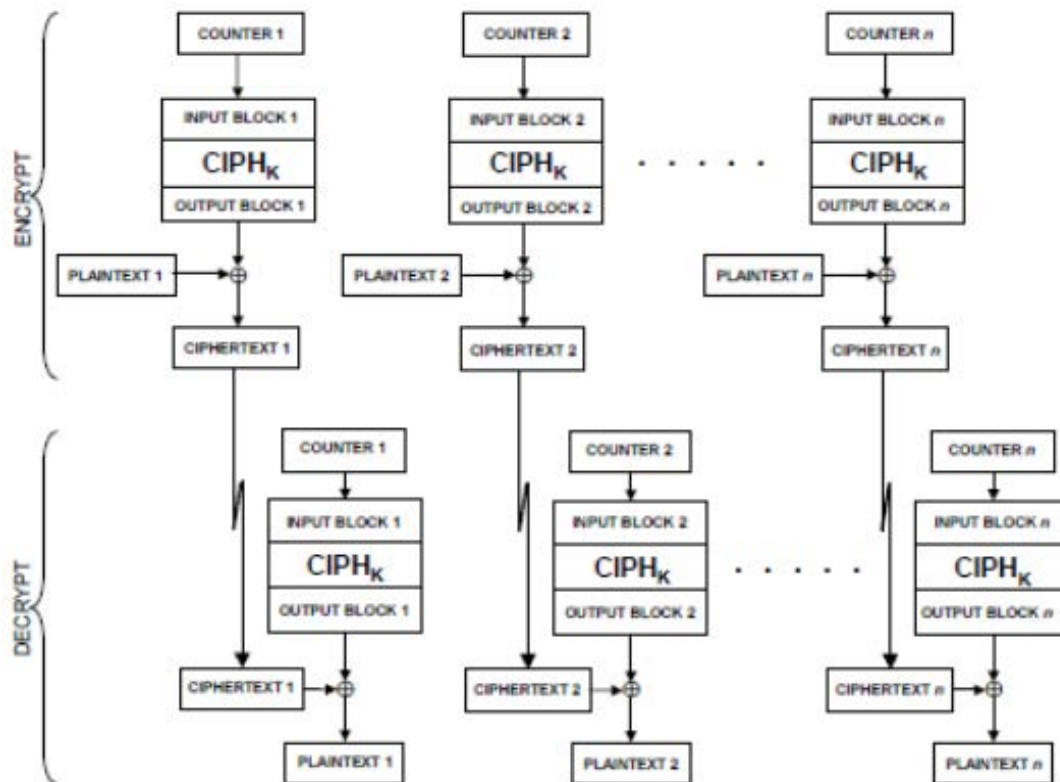 ENCRYPT
COUNTER 1
COUNTER 2
COUNTER n
INPUT BLOCK 1
INPUT BLOCK 2
INPUT BLOCK n
CIPHK
CIPHK
. . . . .
CIPHK
OUTPUT BLOCK 1
OUTPUT BLOCK 2
OUTPUT BLOCK n
PLAINTEXT 1
PLAINTEXT 2
PLAINTEXT n
CIPHERTEXT 1
CIPHERTEXT 2
CIPHERTEXT n
DECRYPT
COUNTER 1
COUNTER 2
COUNTER n
INPUT BLOCK 1
INPUT BLOCK 2
INPUT BLOCK n
CIPHK
CIPHK
. . . . .
CIPHK
OUTPUT BLOCK 1
OUTPUT BLOCK 2
OUTPUT BLOCK n
CIPHERTEXT 1
CIPHERTEXT 2
CIPHERTEXT n
PLAINTEXT 1
PLAINTEXT 2
PLAINTEXT n